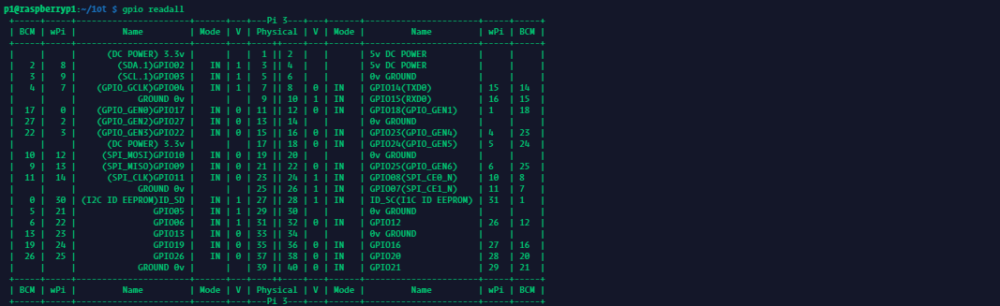 pi@raspberrypi:~/iot $ gpio readall
+-----+-----+---------------------+------+---+---Pi 3---+---+------+---------------------+-----+-----+
| BCM | wPi |         Name        | Mode | V | Physical | V | Mode |         Name        | wPi | BCM |
+-----+-----+---------------------+------+---+----++----+---+------+---------------------+-----+-----+
|     |     |     (DC POWER) 3.3v |      |   |  1 || 2  |   |      | 5v DC POWER         |     |     |
|   2 |   8 |       (SDA.1)GPIO02 |   IN | 1 |  3 || 4  |   |      | 5v DC POWER         |     |     |
|   3 |   9 |       (SCL.1)GPIO03 |   IN | 1 |  5 || 6  |   |      | 0v GROUND           |     |     |
|   4 |   7 |   (GPIO_GCLK)GPIO04 |   IN | 1 |  7 || 8  | 0 | IN   | GPIO14(TXD0)        | 15  | 14  |
|     |     |           GROUND 0v |      |   |  9 || 10 | 1 | IN   | GPIO15(RXD0)        | 16  | 15  |
|  17 |   0 |   (GPIO_GEN0)GPIO17 |   IN | 0 | 11 || 12 | 0 | IN   | GPIO18(GPIO_GEN1)   | 1   | 18  |
|  27 |   2 |   (GPIO_GEN2)GPIO27 |   IN | 0 | 13 || 14 |   |      | 0v GROUND           |     |     |
|  22 |   3 |   (GPIO_GEN3)GPIO22 |   IN | 0 | 15 || 16 | 0 | IN   | GPIO23(GPIO_GEN4)   | 4   | 23  |
|     |     |     (DC POWER) 3.3v |      |   | 17 || 18 | 0 | IN   | GPIO24(GPIO_GEN5)   | 5   | 24  |
|  10 |  12 |    (SPI_MOSI)GPIO10 |   IN | 0 | 19 || 20 |   |      | 0v GROUND           |     |     |
|   9 |  13 |    (SPI_MISO)GPIO09 |   IN | 0 | 21 || 22 | 0 | IN   | GPIO25(GPIO_GEN6)   | 6   | 25  |
|  11 |  14 |     (SPI_CLK)GPIO11 |   IN | 0 | 23 || 24 | 1 | IN   | GPIO08(SPI_CE0_N)   | 10  | 8   |
|     |     |           GROUND 0v |      |   | 25 || 26 | 1 | IN   | GPIO07(SPI_CE1_N)   | 11  | 7   |
|   0 |  30 | (I2C ID EEPROM)ID_SD |   IN | 1 | 27 || 28 | 1 | IN   | ID_SC(I1C ID EEPROM) | 31  | 1   |
|   5 |  21 |              GPIO05 |   IN | 1 | 29 || 30 |   |      | 0v GROUND           |     |     |
|   6 |  22 |              GPIO06 |   IN | 1 | 31 || 32 | 0 | IN   | GPIO12              | 26  | 12  |
|  13 |  23 |              GPIO13 |   IN | 0 | 33 || 34 |   |      | 0v GROUND           |     |     |
|  19 |  24 |              GPIO19 |   IN | 0 | 35 || 36 | 0 | IN   | GPIO16              | 27  | 16  |
|  26 |  25 |              GPIO26 |   IN | 0 | 37 || 38 | 0 | IN   | GPIO20              | 28  | 20  |
|     |     |           GROUND 0v |      |   | 39 || 40 | 0 | IN   | GPIO21              | 29  | 21  |
+-----+-----+---------------------+------+---+----++----+---+------+---------------------+-----+-----+
| BCM | wPi |         Name        | Mode | V | Physical | V | Mode |         Name        | wPi | BCM |
+-----+-----+---------------------+------+---+---Pi 3---+---+------+---------------------+-----+-----+